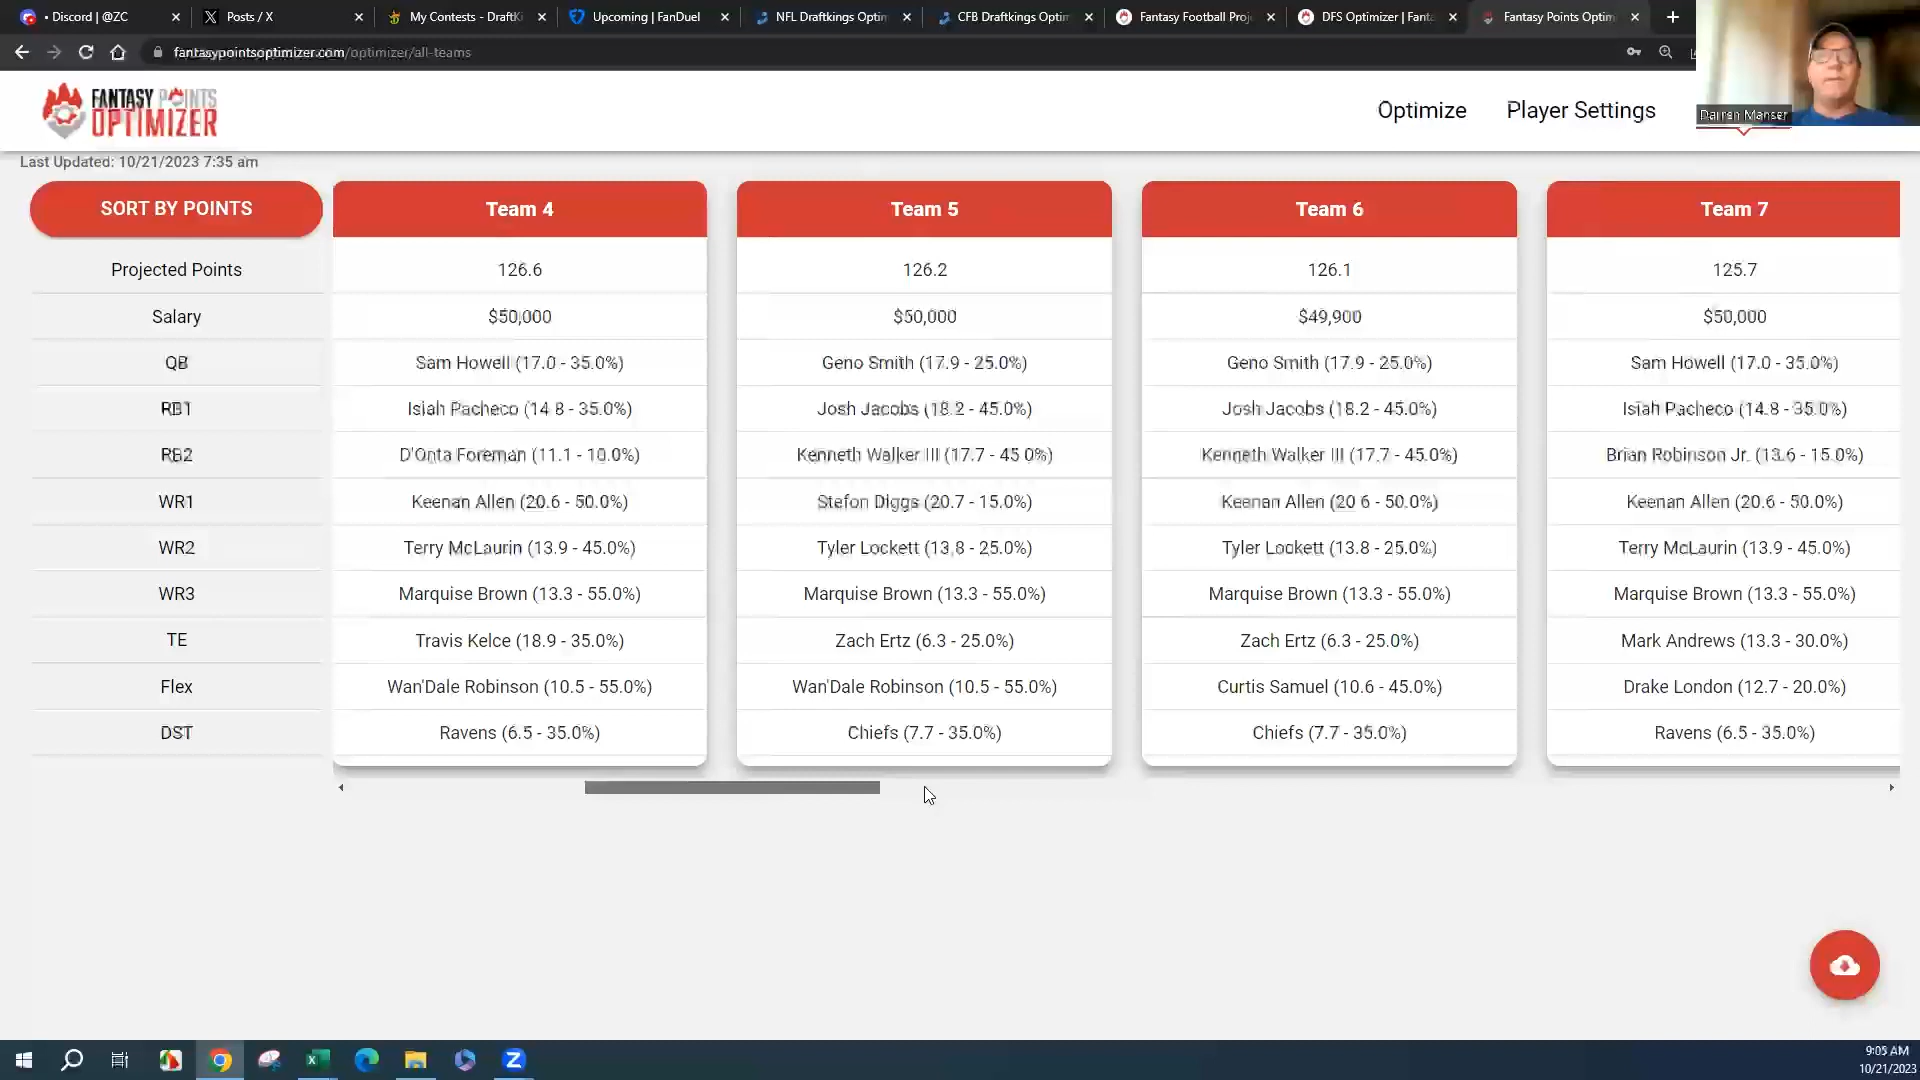 • Discord | @ZC
Posts / X
My Contests - DraftKi
Upcoming | FanDuel
NFL Draftkings Optim
CFB Draftkings Optim
Fantasy Football Proj
DFS Optimizer | Fanta
Fantasy Points Optim
fantasypointsoptimizer.com/optimizer/all-teams
FANTASY POINTS
OPTIMIZER
Optimize
Player Settings
Darren Manser
Last Updated: 10/21/2023 7:35 am
SORT BY POINTS
Team 4
Team 5
Team 6
Team 7
Projected Points
126.6
126.2
126.1
125.7
Salary
$50,000
$50,000
$49,900
$50,000
QB
Sam Howell (17.0 - 35.0%)
Geno Smith (17.9 - 25.0%)
Geno Smith (17.9 - 25.0%)
Sam Howell (17.0 - 35.0%)
RB1
Isiah Pacheco (14.8 - 35.0%)
Josh Jacobs (18.2 - 45.0%)
Josh Jacobs (18.2 - 45.0%)
Isiah Pacheco (14.8 - 35.0%)
RB2
D'Onta Foreman (11.1 - 10.0%)
Kenneth Walker III (17.7 - 45.0%)
Kenneth Walker III (17.7 - 45.0%)
Brian Robinson Jr. (13.6 - 15.0%)
WR1
Keenan Allen (20.6 - 50.0%)
Stefon Diggs (20.7 - 15.0%)
Keenan Allen (20.6 - 50.0%)
Keenan Allen (20.6 - 50.0%)
WR2
Terry McLaurin (13.9 - 45.0%)
Tyler Lockett (13.8 - 25.0%)
Tyler Lockett (13.8 - 25.0%)
Terry McLaurin (13.9 - 45.0%)
WR3
Marquise Brown (13.3 - 55.0%)
Marquise Brown (13.3 - 55.0%)
Marquise Brown (13.3 - 55.0%)
Marquise Brown (13.3 - 55.0%)
TE
Travis Kelce (18.9 - 35.0%)
Zach Ertz (6.3 - 25.0%)
Zach Ertz (6.3 - 25.0%)
Mark Andrews (13.3 - 30.0%)
Flex
Wan'Dale Robinson (10.5 - 55.0%)
Wan'Dale Robinson (10.5 - 55.0%)
Curtis Samuel (10.6 - 45.0%)
Drake London (12.7 - 20.0%)
DST
Ravens (6.5 - 35.0%)
Chiefs (7.7 - 35.0%)
Chiefs (7.7 - 35.0%)
Ravens (6.5 - 35.0%)
9:05 AM
10/21/2023